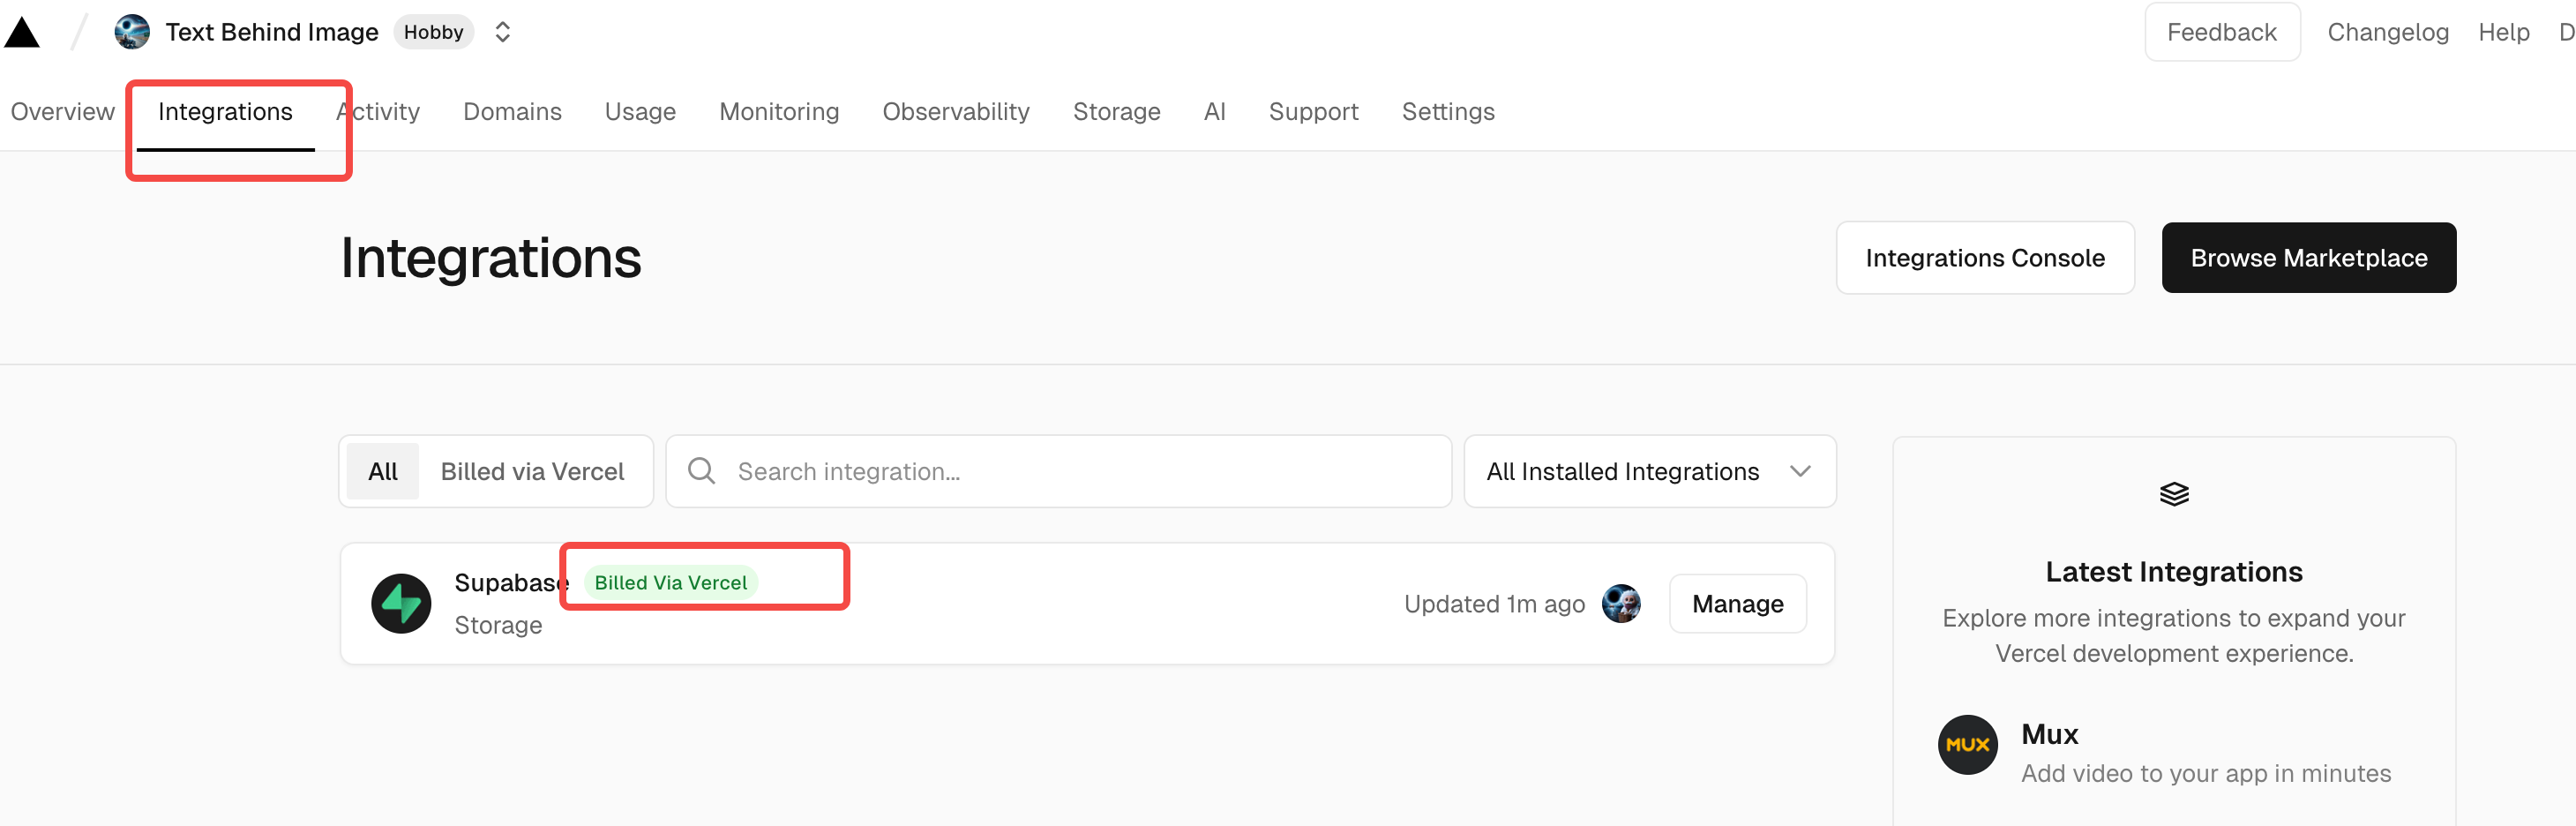 Text Behind Image Hobby
Feedback Changelog Help D
Overview Integrations Activity Domains Usage Monitoring Observability Storage AI Support Settings
Integrations
Integrations Console
Browse Marketplace
All Billed via Vercel
Search integration...
All Installed Integrations
Supabase Billed Via Vercel
Storage
Updated 1m ago
Manage
Latest Integrations
Explore more integrations to expand your
Vercel development experience.
MUX
Mux
Add video to your app in minutes